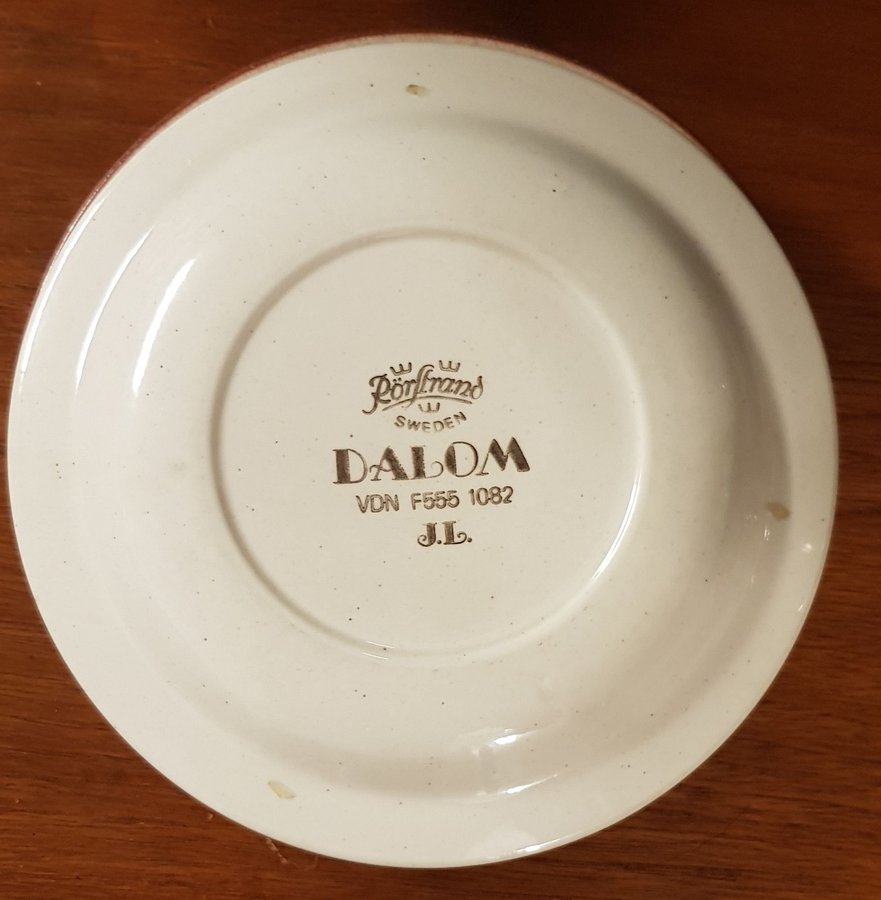 Rörstrand
SWEDEN
DALOM
VDN F555 1082
J.L.